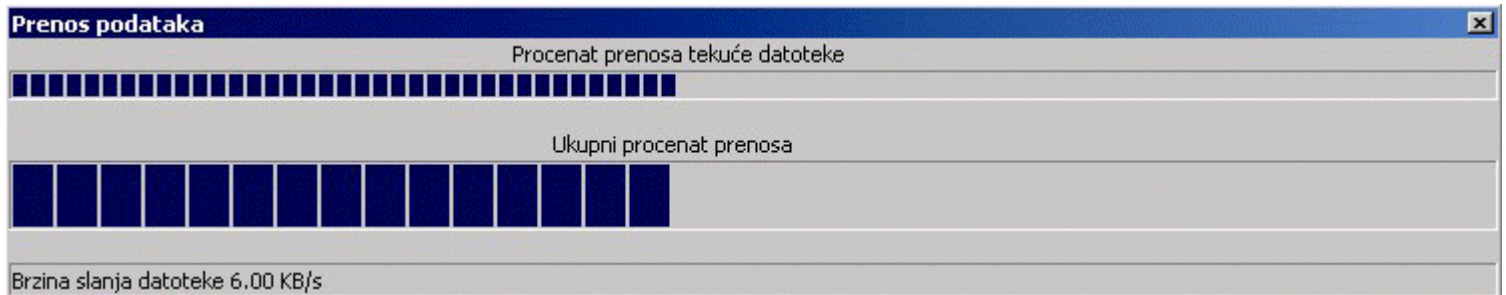 Prenos podataka
Procenat prenosa tekuće datoteke
Ukupni procenat prenosa
Brzina slanja datoteke 6.00 KB/s